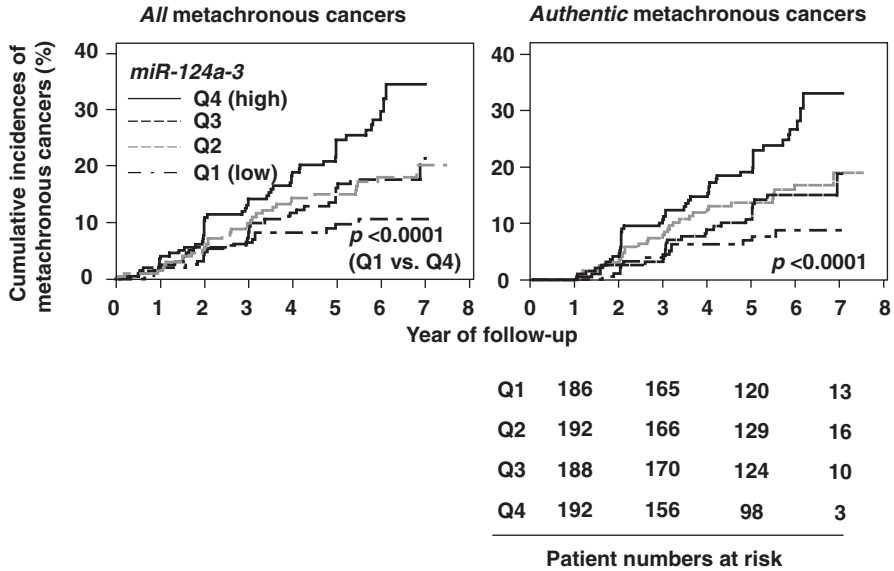 All metachronous cancers
Cumulative incidences of
metachronous cancers (%)
40
30
20
10
0
miR-124a-3
Q4 (high)
Q3
Q2
Q1 (low)
p <0.0001
(Q1 vs. Q4)
0 1 2 3 4 5 6 7 8
Authentic metachronous cancers
40
30
20
10
0
p <0.0001
0 1 2 3 4 5 6 7 8
Year of follow-up
Q1 186 165 120 13
Q2 192 166 129 16
Q3 188 170 124 10
Q4 192 156 98 3
Patient numbers at risk